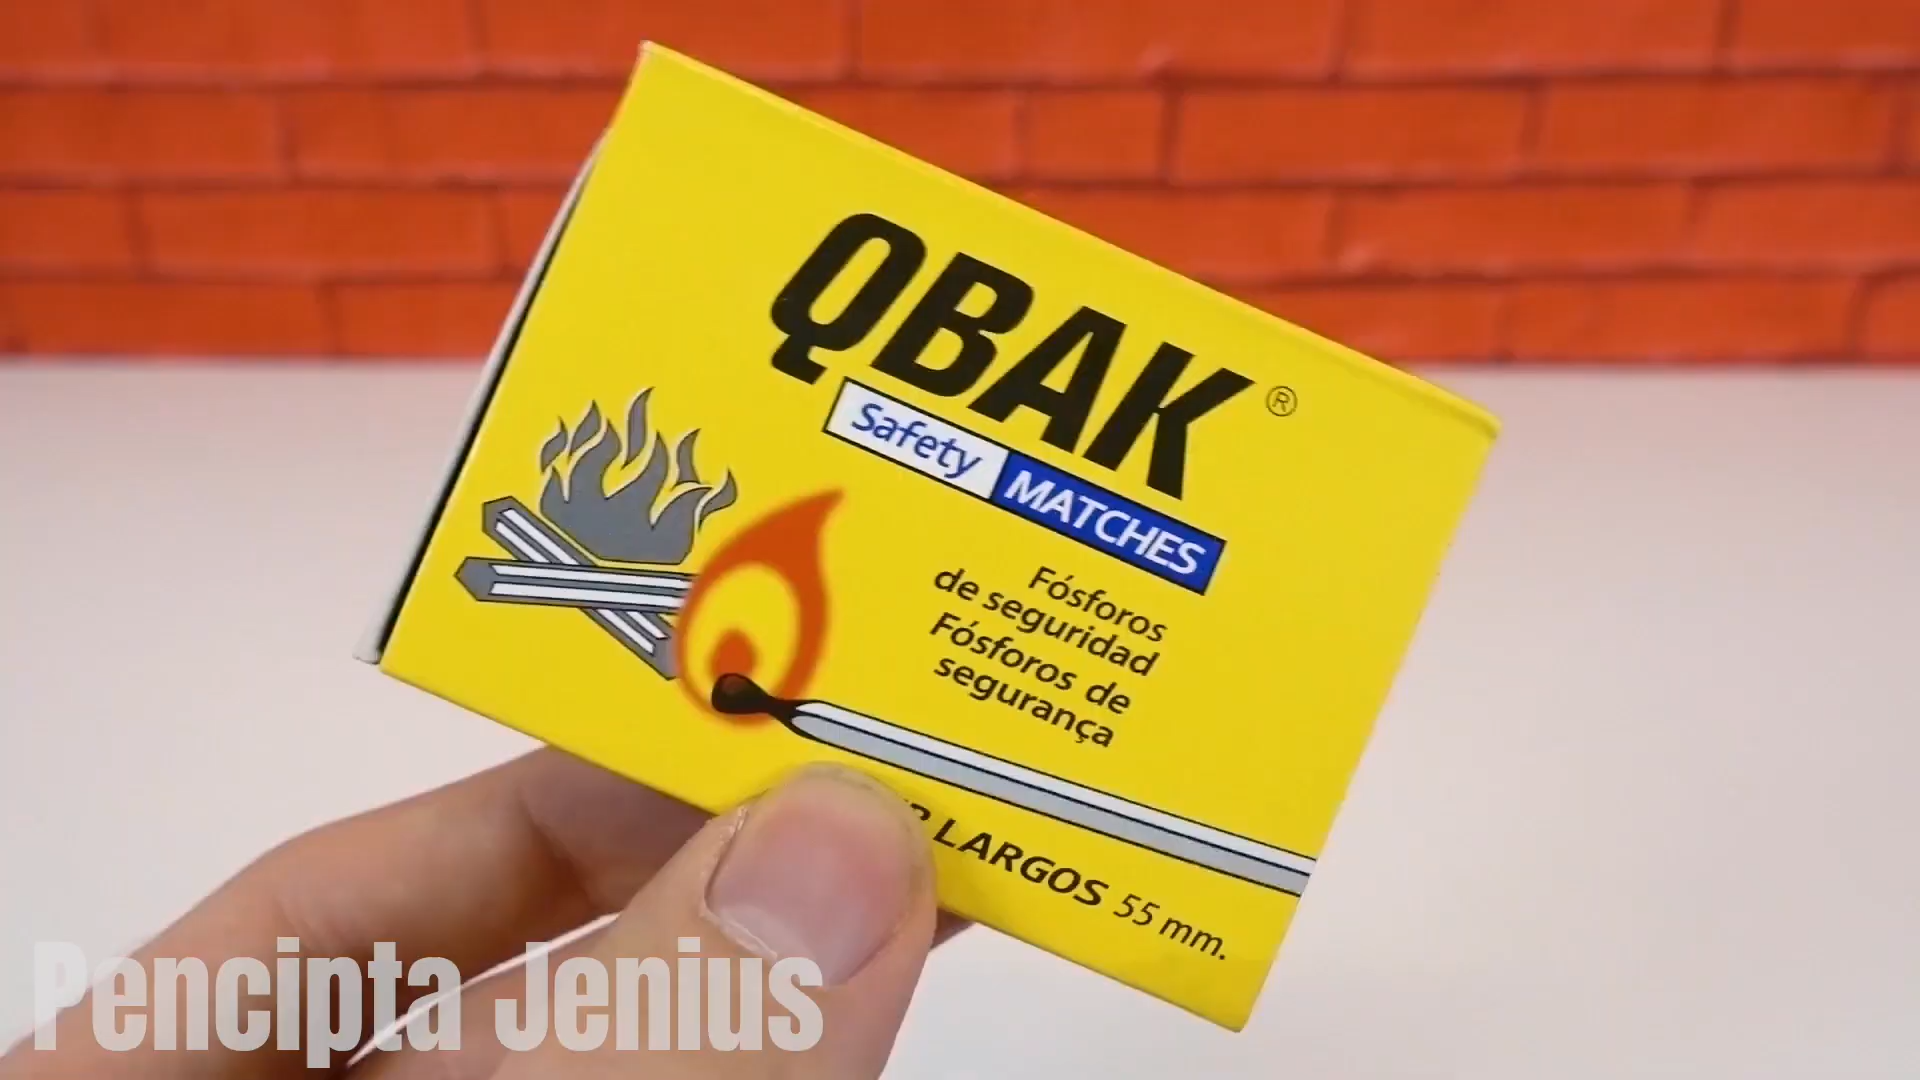 QBAK®
Safety MATCHES
Fósforos
de seguridad
Fósforos de
segurança
LARGOS 55 mm.
Pencipta Jenius